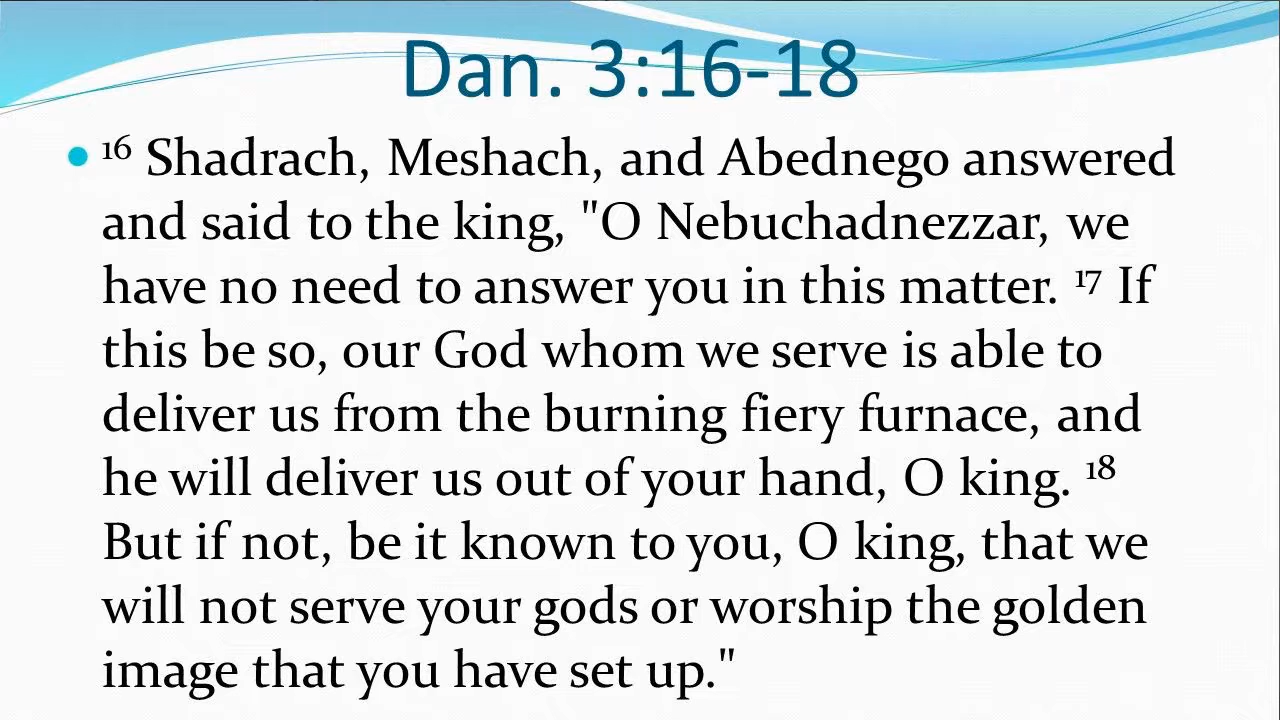 Dan. 3:16-18
• ¹⁶ Shadrach, Meshach, and Abednego answered
and said to the king, "O Nebuchadnezzar, we
have no need to answer you in this matter. ¹⁷ If
this be so, our God whom we serve is able to
deliver us from the burning fiery furnace, and
he will deliver us out of your hand, O king. ¹⁸
But if not, be it known to you, O king, that we
will not serve your gods or worship the golden
image that you have set up."